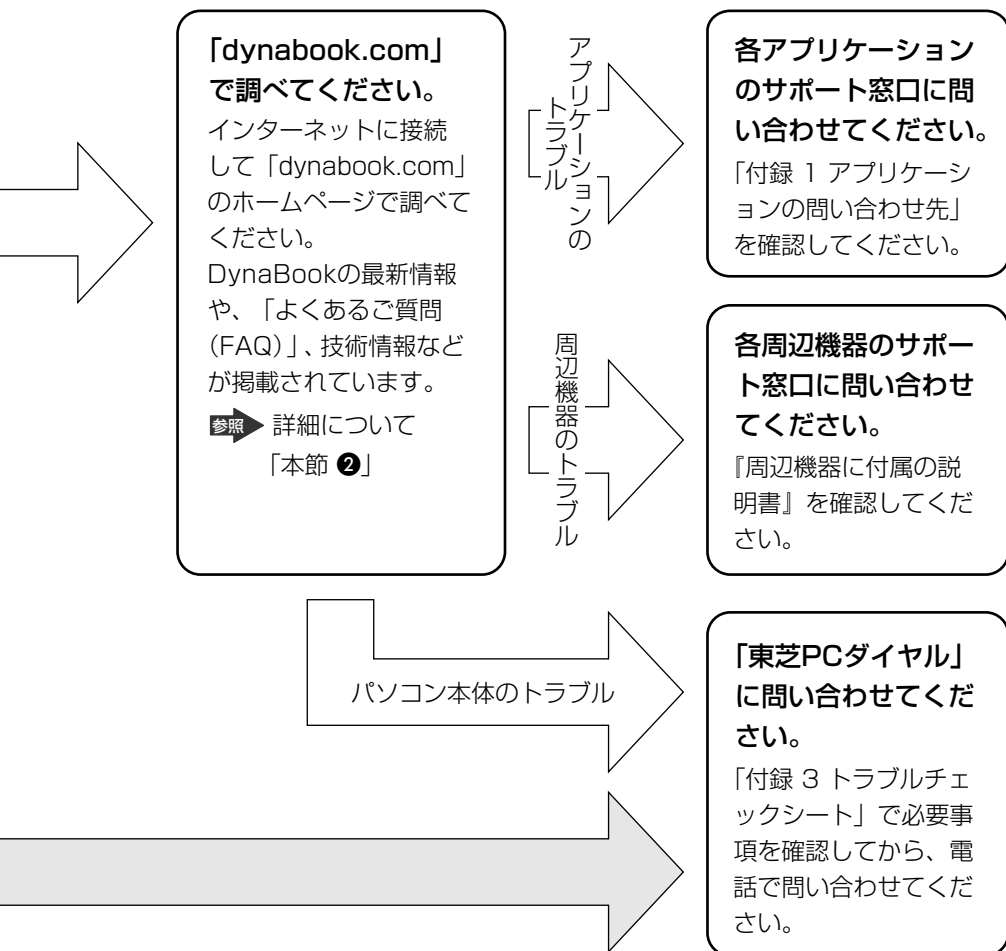 「dynabook.com」
で調べてください。
インターネットに接続
して「dynabook.com」
のホームページで調べて
ください。
DynaBookの最新情報
や、「よくあるご質問
（FAQ）」、技術情報など
が掲載されています。
参照 詳細について
「本節 ❷」
アプリケーションの
トラブル
各アプリケーション
のサポート窓口に問
い合わせてください。
「付録 1 アプリケーシ
ョンの問い合わせ先」
を確認してください。
周辺機器のトラブル
各周辺機器のサポー
ト窓口に問い合わせ
てください。
『周辺機器に付属の説
明書』を確認してくだ
さい。
パソコン本体のトラブル
「東芝PCダイヤル」
に問い合わせてくだ
さい。
「付録 3 トラブルチェ
ックシート」で必要事
項を確認してから、電
話で問い合わせてくだ
さい。